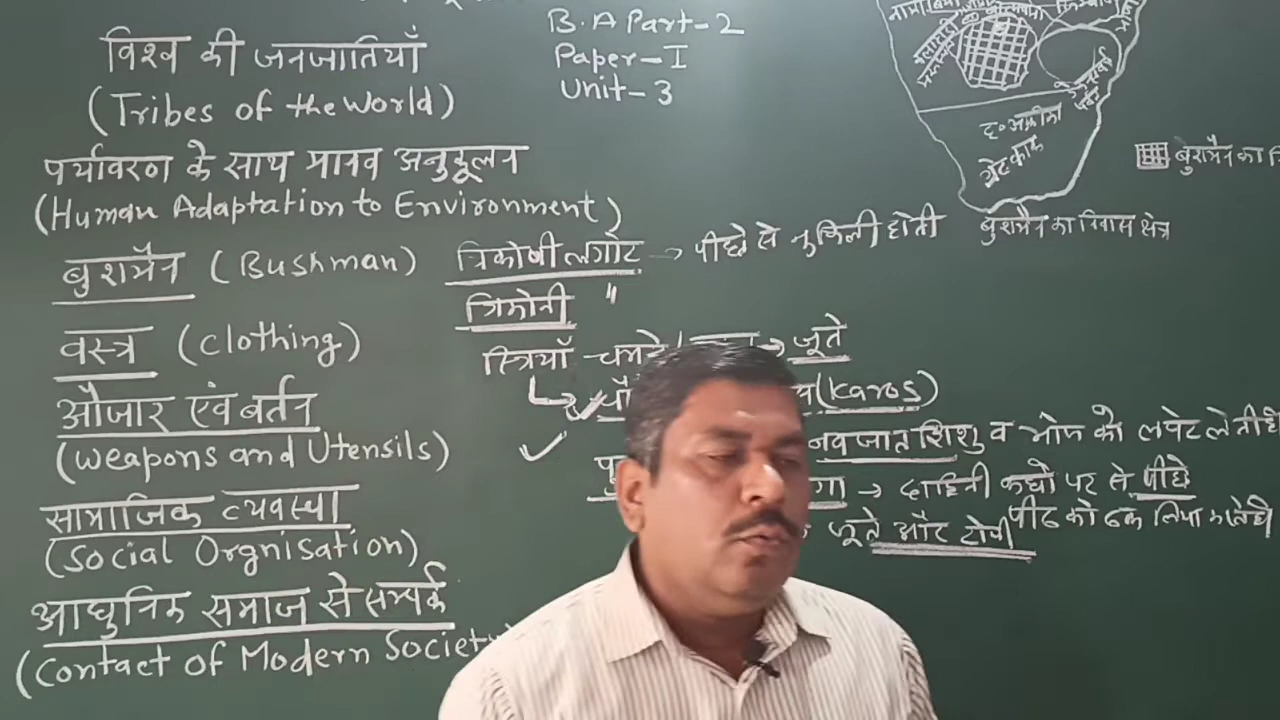 विश्व की जनजातियाँ
(Tribes of the World)
B.A Part-2
Paper-I
Unit-3
पर्यावरण के साथ मानव अनुकूलन
(Human Adaptation to Environment)
बुशमैन (Bushman)
वस्त्र (clothing)
औजार एवं बर्तन
(Weapons and Utensils)
सामाजिक व्यवस्था
(Social Orgnisation)
आधुनिक समाज से सम्पर्क
(Contact of Modern Society
त्रिकोणी लंगोट → पीछे से नुकिली होती
त्रिकोनी "
स्त्रियाँ → जूते
(Karos)
नवजात शिशु व भोज को लपेट लेती है
→ दाहिनी कंधो पर से पीछे
पीठ को ढक लिया जाते है
जूते और टोपी
द० अफ्रीका
बुशमैन का
बुशमैन का निवास क्षेत्र